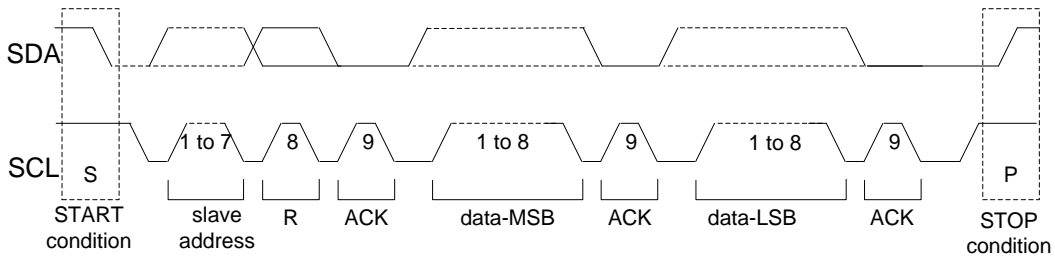 SDA
SCL
1 to 7
8
9
1 to 8
9
1 to 8
9
S
P
START
condition
slave
address
R
ACK
data-MSB
ACK
data-LSB
ACK
STOP
condition